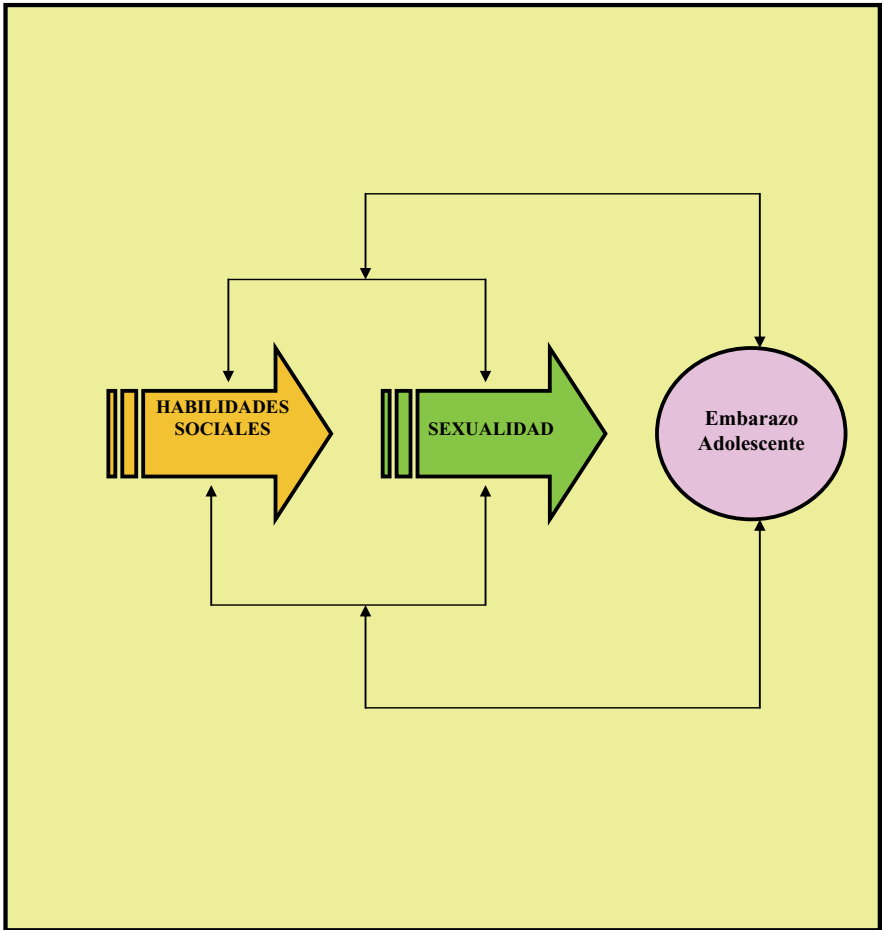 HABILIDADES
SOCIALES
SEXUALIDAD
Embarazo
Adolescente